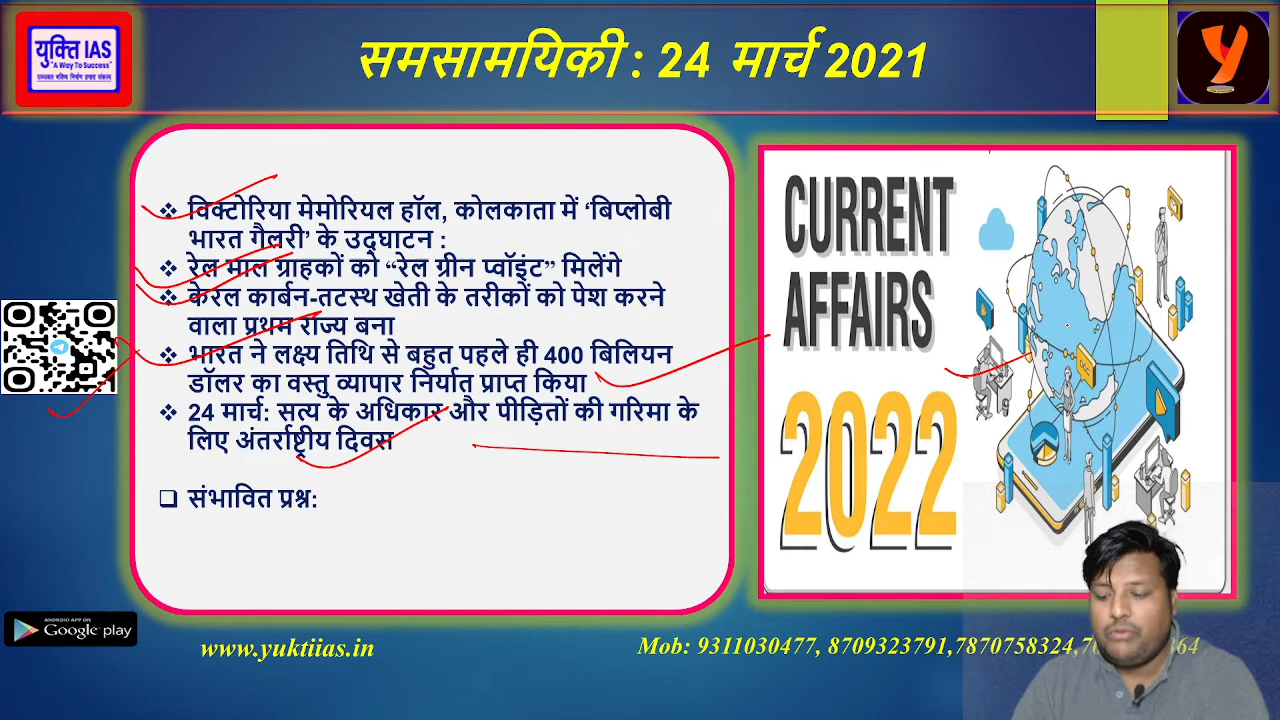 युक्ति IAS
"A Way To Success"
समसामयिकी : 24 मार्च 2021
❖ विक्टोरिया मेमोरियल हॉल, कोलकाता में ‘बिप्लोबी
भारत गैलरी’ के उद्घाटन :
❖ रेल माल ग्राहकों को “रेल ग्रीन प्वॉइंट” मिलेंगे
❖ केरल कार्बन-तटस्थ खेती के तरीकों को पेश करने
वाला प्रथम राज्य बना
❖ भारत ने लक्ष्य तिथि से बहुत पहले ही 400 बिलियन
डॉलर का वस्तु व्यापार निर्यात प्राप्त किया
❖ 24 मार्च: सत्य के अधिकार और पीड़ितों की गरिमा के
लिए अंतर्राष्ट्रीय दिवस
❑ संभावित प्रश्न:
CURRENT
AFFAIRS
2022
ANDROID APP ON
Google play
www.yuktiias.in
Mob: 9311030477, 8709323791,7870758324,